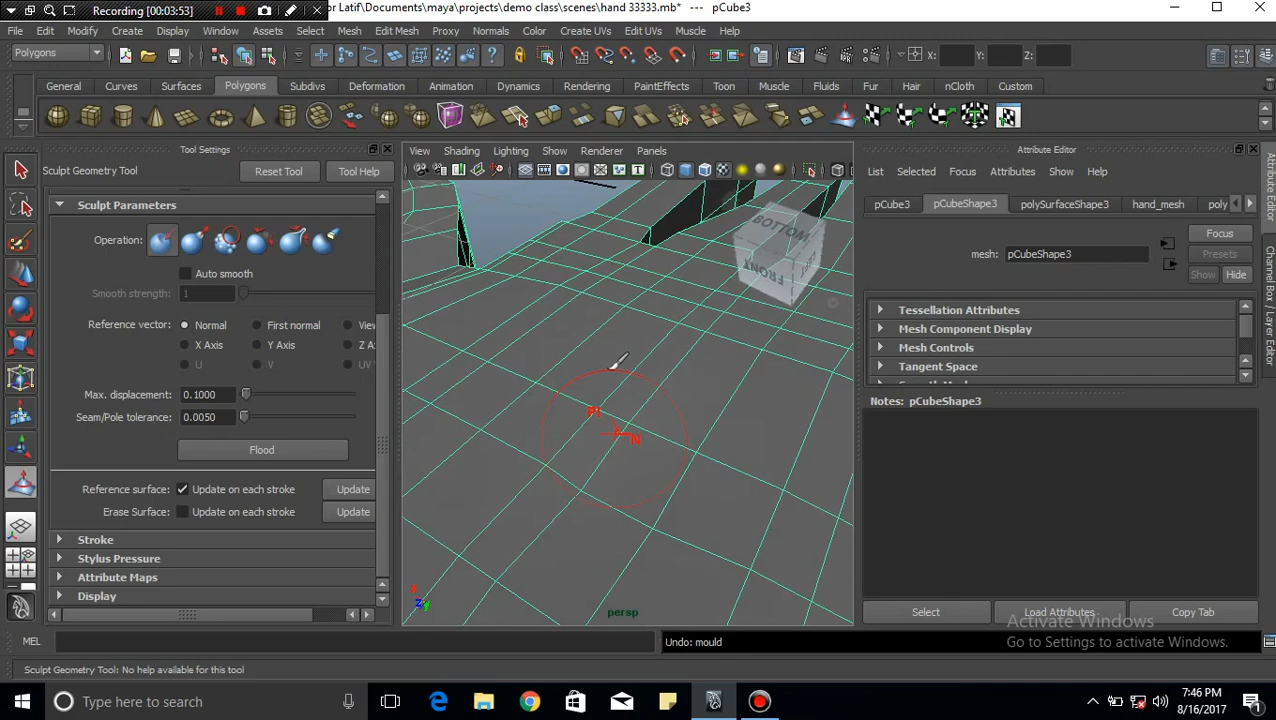 Recording [00:03:53]
or Latif\Documents\maya\projects\demo class\scenes\hand 33333.mb* --- pCube3
File Edit Modify Create Display Window Assets Select Mesh Edit Mesh Proxy Normals Color Create UVs Edit UVs Muscle Help
Polygons X: Y: Z:
General Curves Surfaces Polygons Subdivs Deformation Animation Dynamics Rendering PaintEffects Toon Muscle Fluids Fur Hair nCloth Custom
Tool Settings
Sculpt Geometry Tool Reset Tool Tool Help
Sculpt Parameters
Operation:
Auto smooth
Smooth strength: 1
Reference vector: Normal First normal View
X Axis Y Axis Z A
U V UV
Max. displacement: 0.1000
Seam/Pole tolerance: 0.0050
Flood
Reference surface: Update on each stroke Update
Erase Surface: Update on each stroke Update
Stroke
Stylus Pressure
Attribute Maps
Display
View Shading Lighting Show Renderer Panels
BOTTOM
FRONT
N
z y
persp
Attribute Editor
List Selected Focus Attributes Show Help
pCube3 pCubeShape3 polySurfaceShape3 hand_mesh poly
Focus
mesh: pCubeShape3 Presets
Show Hide
Tessellation Attributes
Mesh Component Display
Mesh Controls
Tangent Space
Notes: pCubeShape3
Select Load Attributes Copy Tab
Attribute Editor
Channel Box / Layer Editor
Activate Windows
Go to Settings to activate Windows.
MEL Undo: mould
Sculpt Geometry Tool: No help available for this tool
Type here to search
7:46 PM
8/16/2017
1